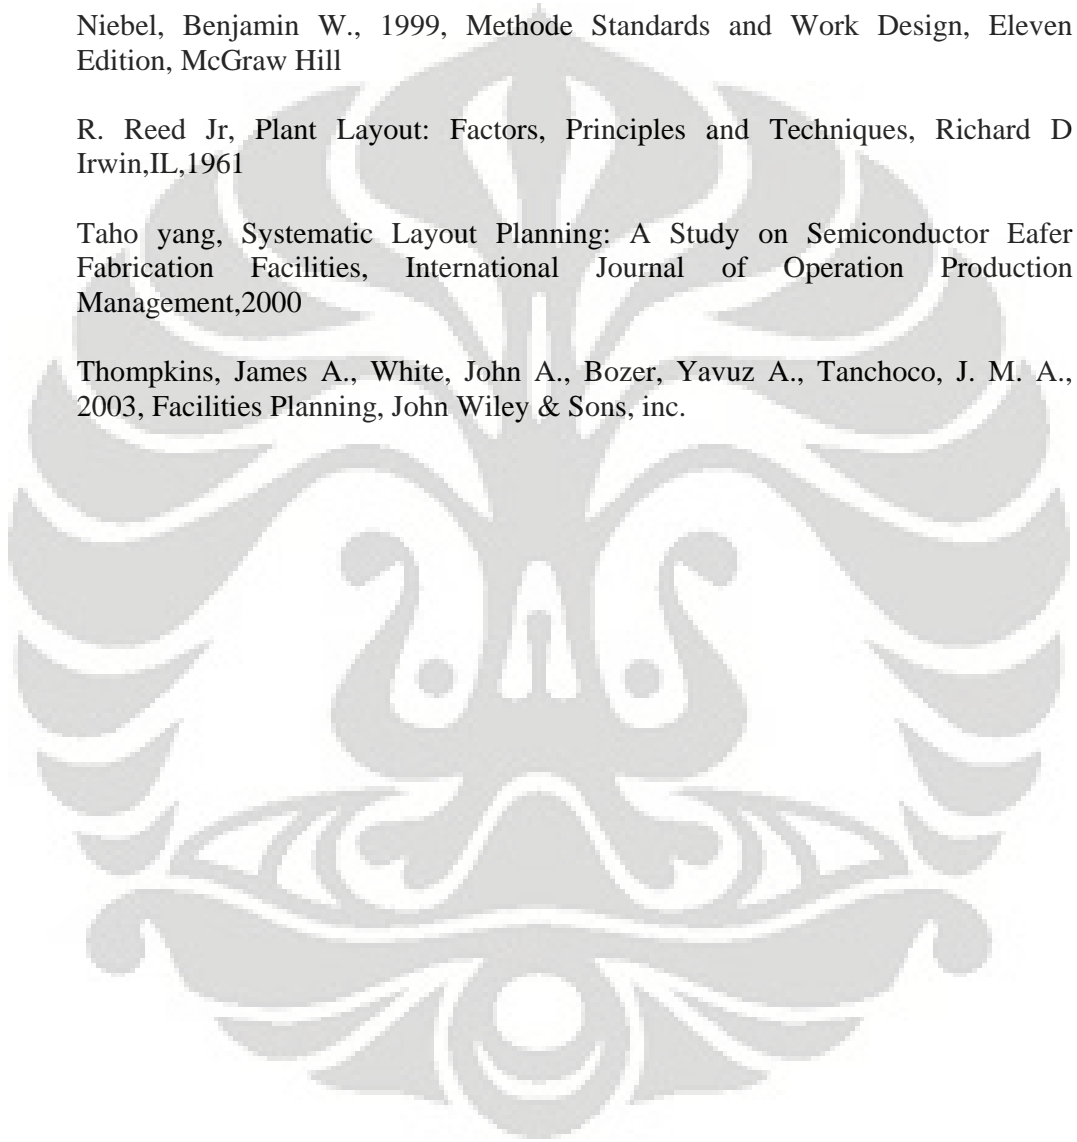 Niebel, Benjamin W., 1999, Methode Standards and Work Design, Eleven
Edition, McGraw Hill
R. Reed Jr, Plant Layout: Factors, Principles and Techniques, Richard D
Irwin,IL,1961
Taho yang, Systematic Layout Planning: A Study on Semiconductor Eafer
Fabrication Facilities, International Journal of Operation Production
Management,2000
Thompkins, James A., White, John A., Bozer, Yavuz A., Tanchoco, J. M. A.,
2003, Facilities Planning, John Wiley & Sons, inc.